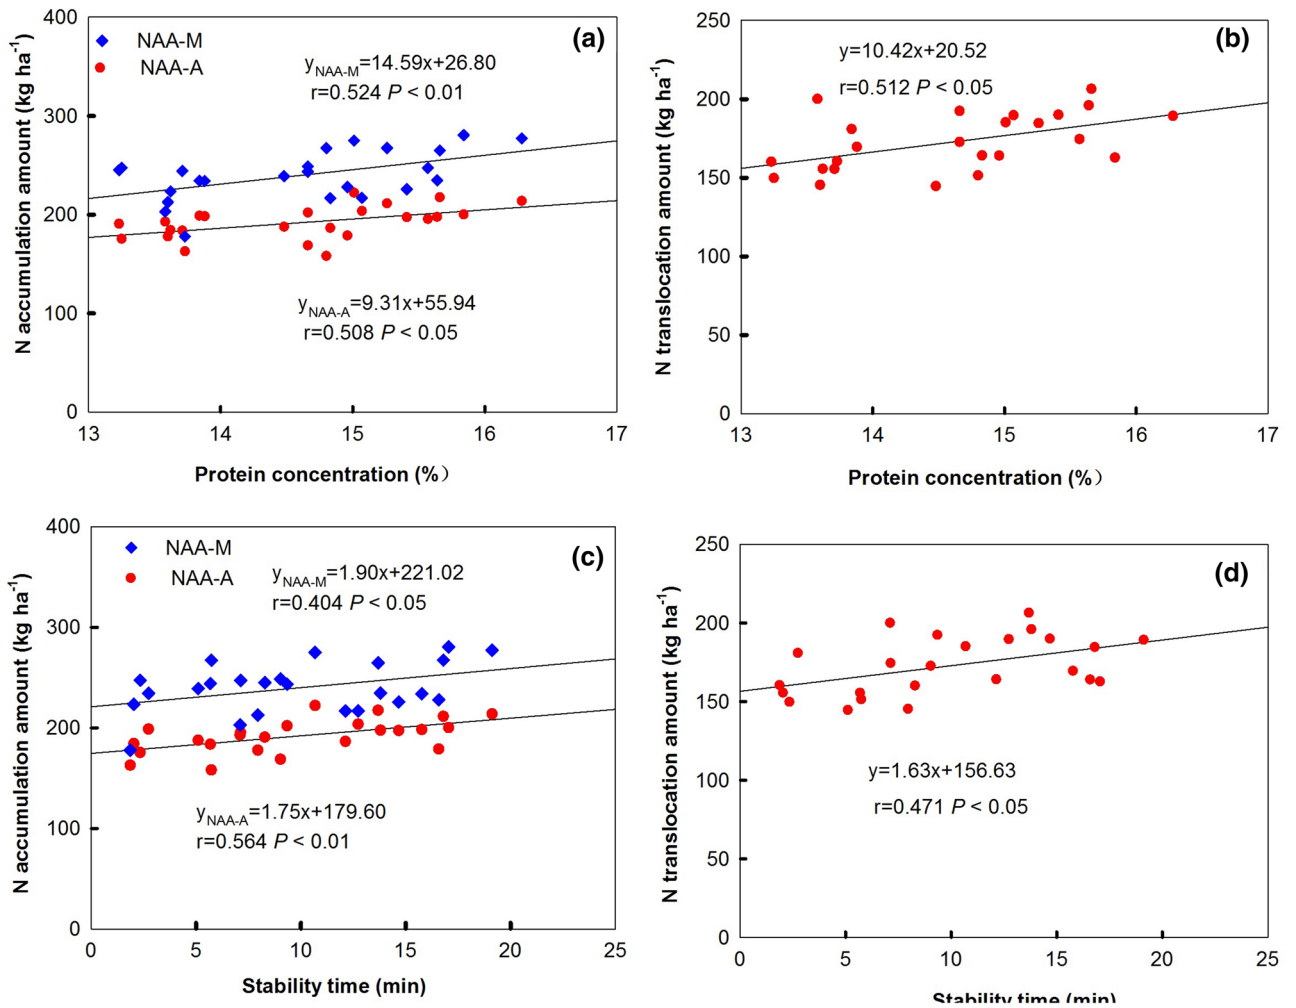 (a)
NAA-M
NAA-A
yNAA-M=14.59x+26.80
r=0.524 P < 0.01
yNAA-A=9.31x+55.94
r=0.508 P < 0.05
N accumulation amount (kg ha-1)
400
300
200
100
0
13 14 15 16 17
Protein concentration (%）
(b)
y=10.42x+20.52
r=0.512 P < 0.05
N translocation amount (kg ha-1)
250
200
150
100
50
0
13 14 15 16 17
Protein concentration (%）
(c)
NAA-M
NAA-A
yNAA-M=1.90x+221.02
r=0.404 P < 0.05
yNAA-A=1.75x+179.60
r=0.564 P < 0.01
N accumulation amount (kg ha-1)
400
300
200
100
0
0 5 10 15 20 25
Stability time (min)
(d)
y=1.63x+156.63
r=0.471 P < 0.05
N translocation amount (kg ha-1)
250
200
150
100
50
0
0 5 10 15 20 25
Stability time (min)